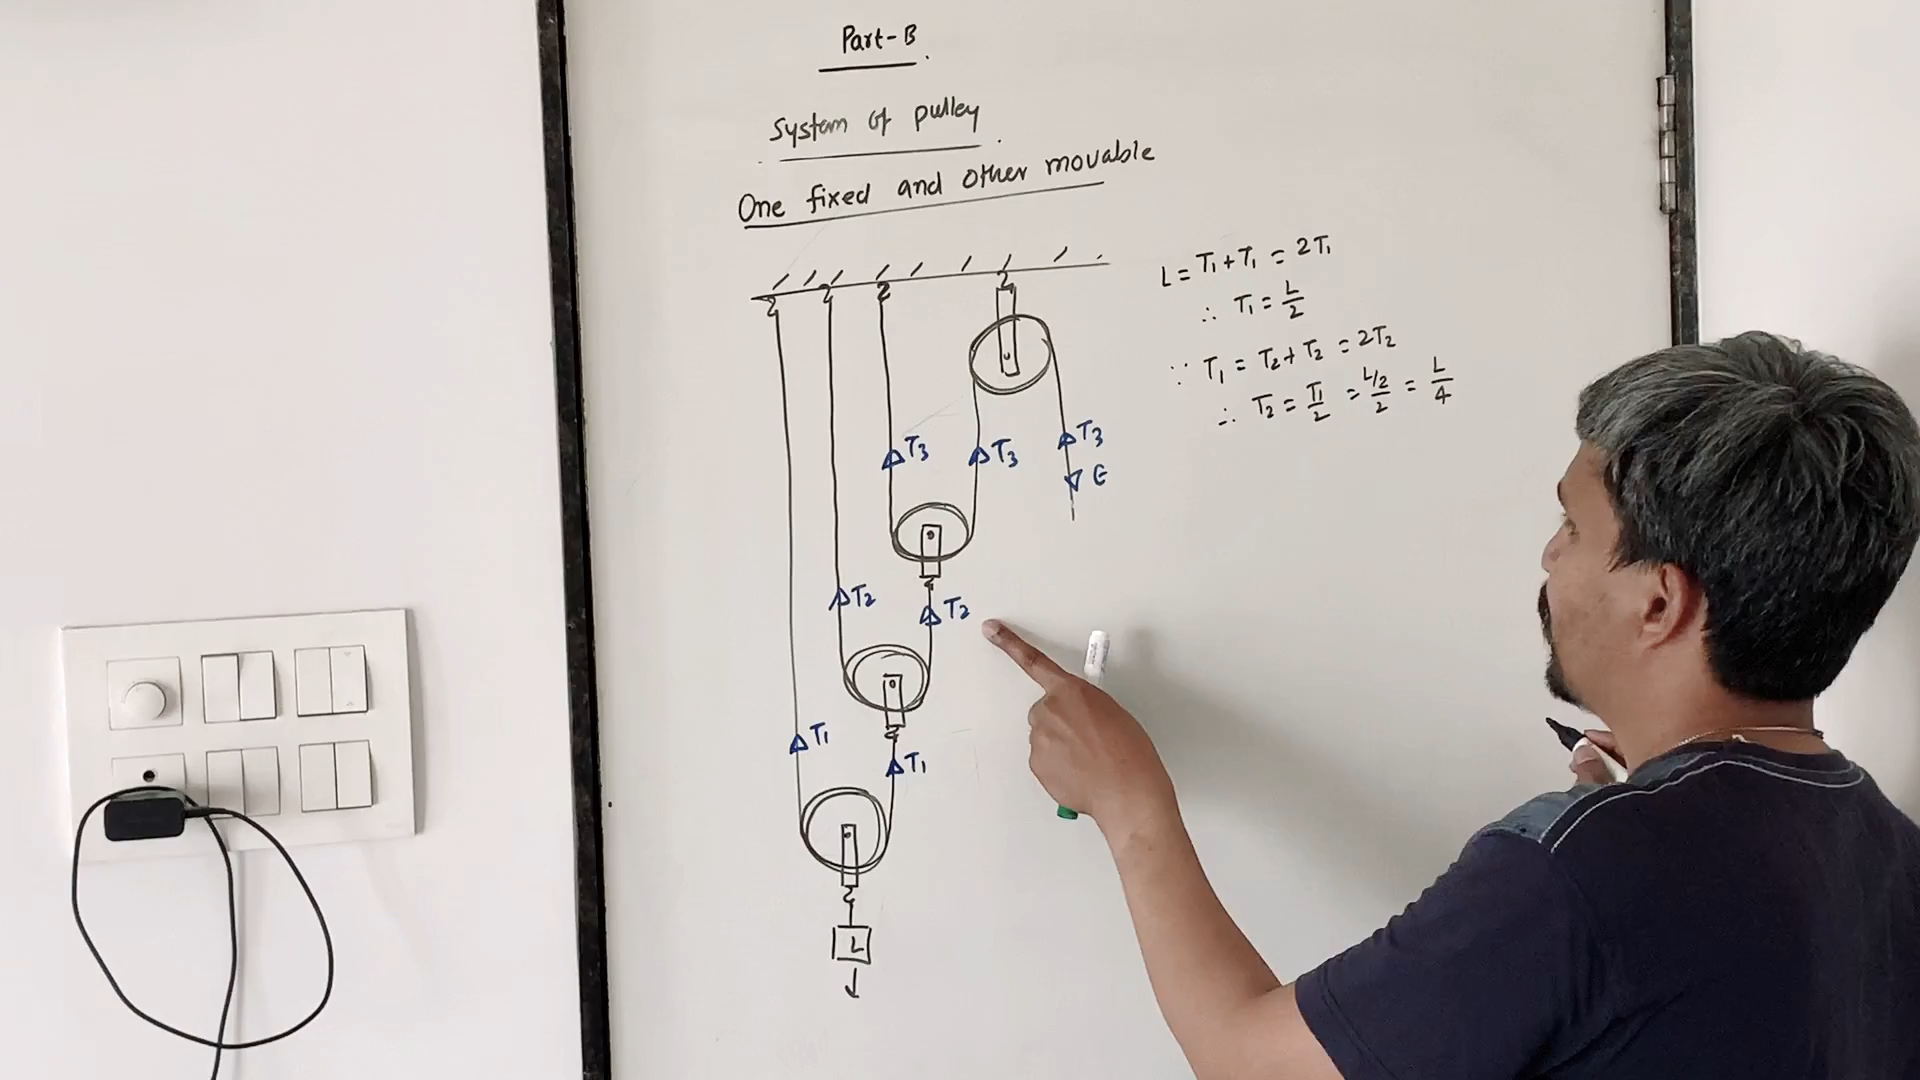 Part-B.
System of pulley.
One fixed and other movable
L = T1 + T1 = 2T1
∴ T1 = L/2
∵ T1 = T2 + T2 = 2T2
∴ T2 = T1/2 = L/2/2 = L/4
T3 T3 T3
E
T2 T2
T1 T1
L